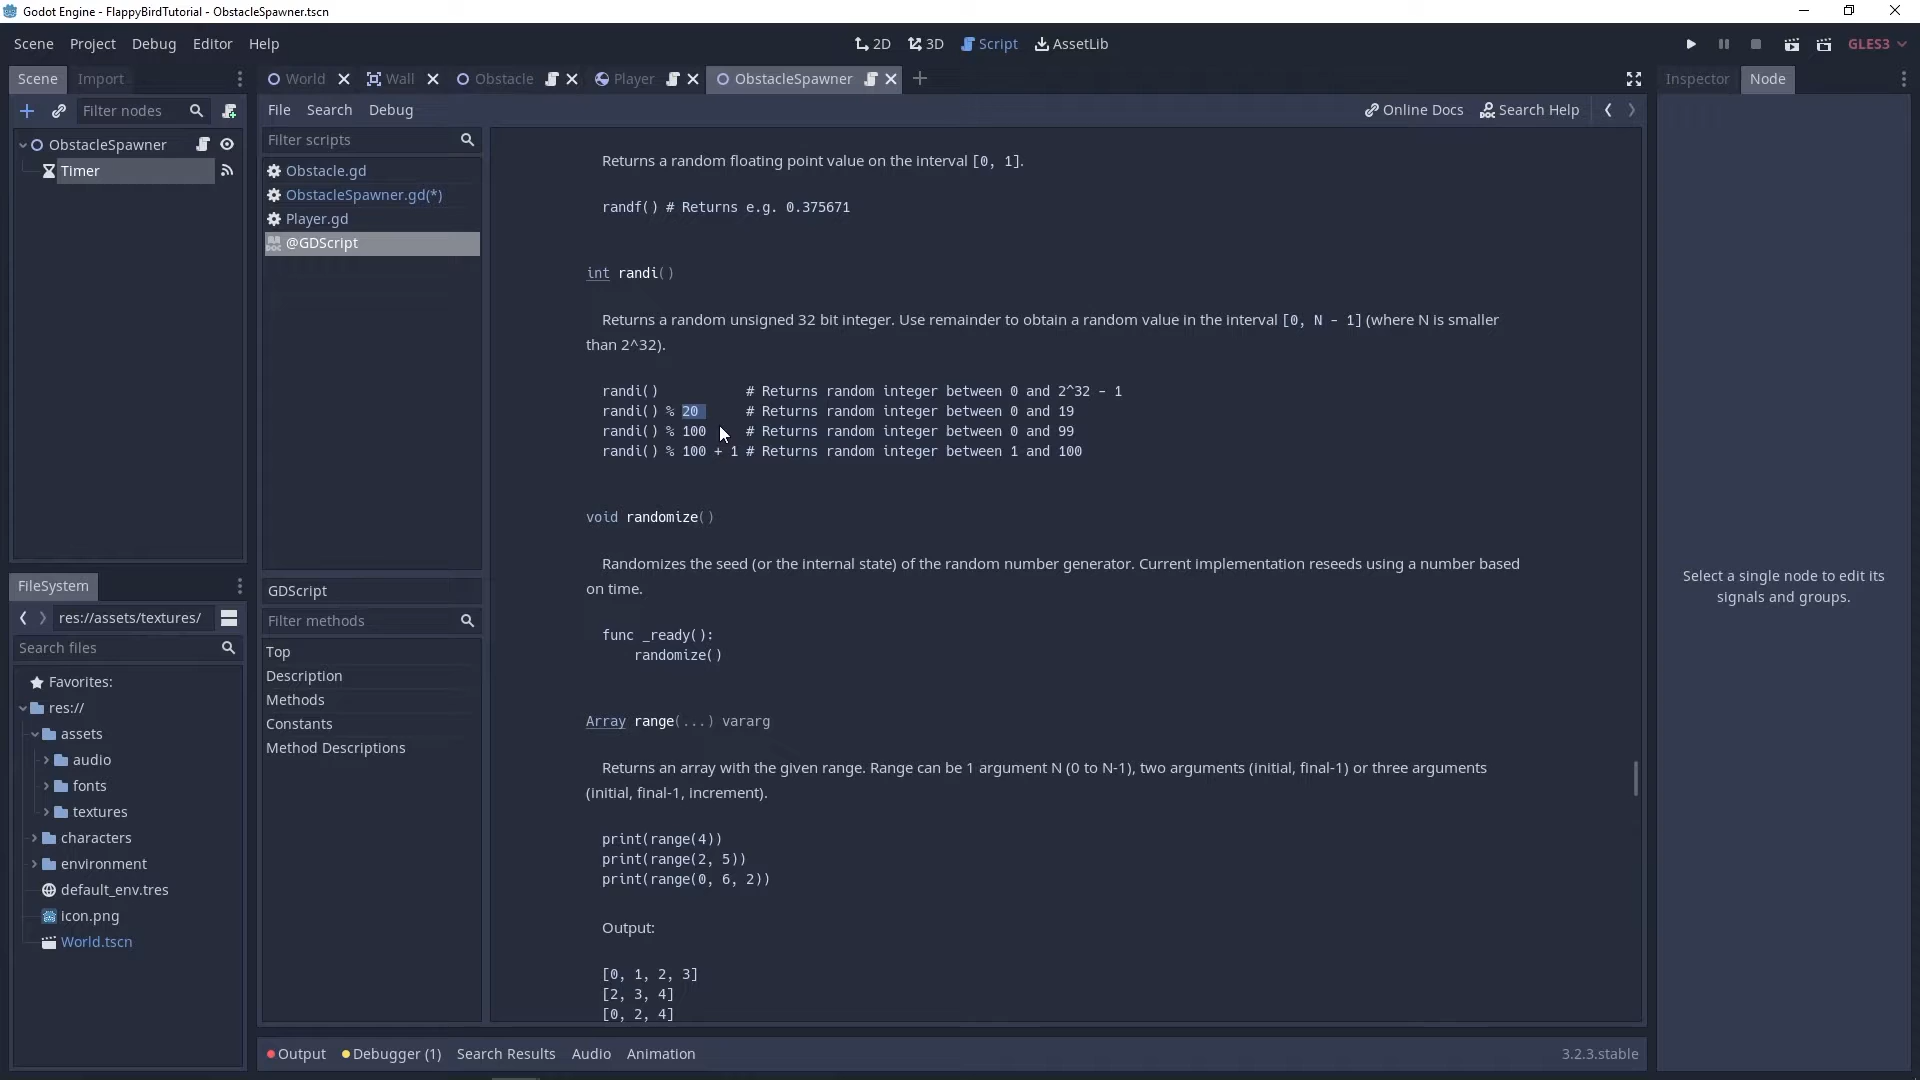 Godot Engine - FlappyBirdTutorial - ObstacleSpawner.tscn
Scene Project Debug Editor Help
2D 3D Script AssetLib
GLES3
Scene Import
World Wall Obstacle Player ObstacleSpawner
Inspector Node
Filter nodes
File Search Debug
Online Docs Search Help
ObstacleSpawner
Timer
Filter scripts
Obstacle.gd
ObstacleSpawner.gd(*)
Player.gd
@GDScript
GDScript
Filter methods
Top
Description
Methods
Constants
Method Descriptions
Returns a random floating point value on the interval [0, 1].
randf() # Returns e.g. 0.375671
int randi()
Returns a random unsigned 32 bit integer. Use remainder to obtain a random value in the interval [0, N - 1] (where N is smaller
than 2^32).
randi() # Returns random integer between 0 and 2^32 - 1
randi() % 20 # Returns random integer between 0 and 19
randi() % 100 # Returns random integer between 0 and 99
randi() % 100 + 1 # Returns random integer between 1 and 100
void randomize()
Randomizes the seed (or the internal state) of the random number generator. Current implementation reseeds using a number based
on time.
func _ready():
randomize()
Array range(...) vararg
Returns an array with the given range. Range can be 1 argument N (0 to N-1), two arguments (initial, final-1) or three arguments
(initial, final-1, increment).
print(range(4))
print(range(2, 5))
print(range(0, 6, 2))
Output:
[0, 1, 2, 3]
[2, 3, 4]
[0, 2, 4]
Select a single node to edit its
signals and groups.
FileSystem
res://assets/textures/
Search files
Favorites:
res://
assets
audio
fonts
textures
characters
environment
default_env.tres
icon.png
World.tscn
Output Debugger (1) Search Results Audio Animation
3.2.3.stable